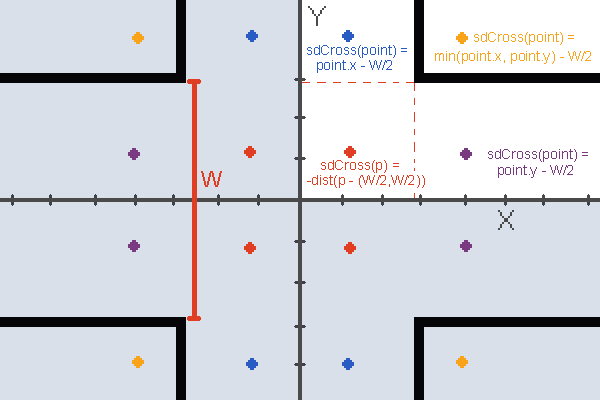 Y
sdCross(point) =
point.x - W/2
sdCross(point) =
min(point.x, point.y) - W/2
sdCross(p) =
-dist(p - (W/2,W/2))
sdCross(point) =
point.y - W/2
W
X